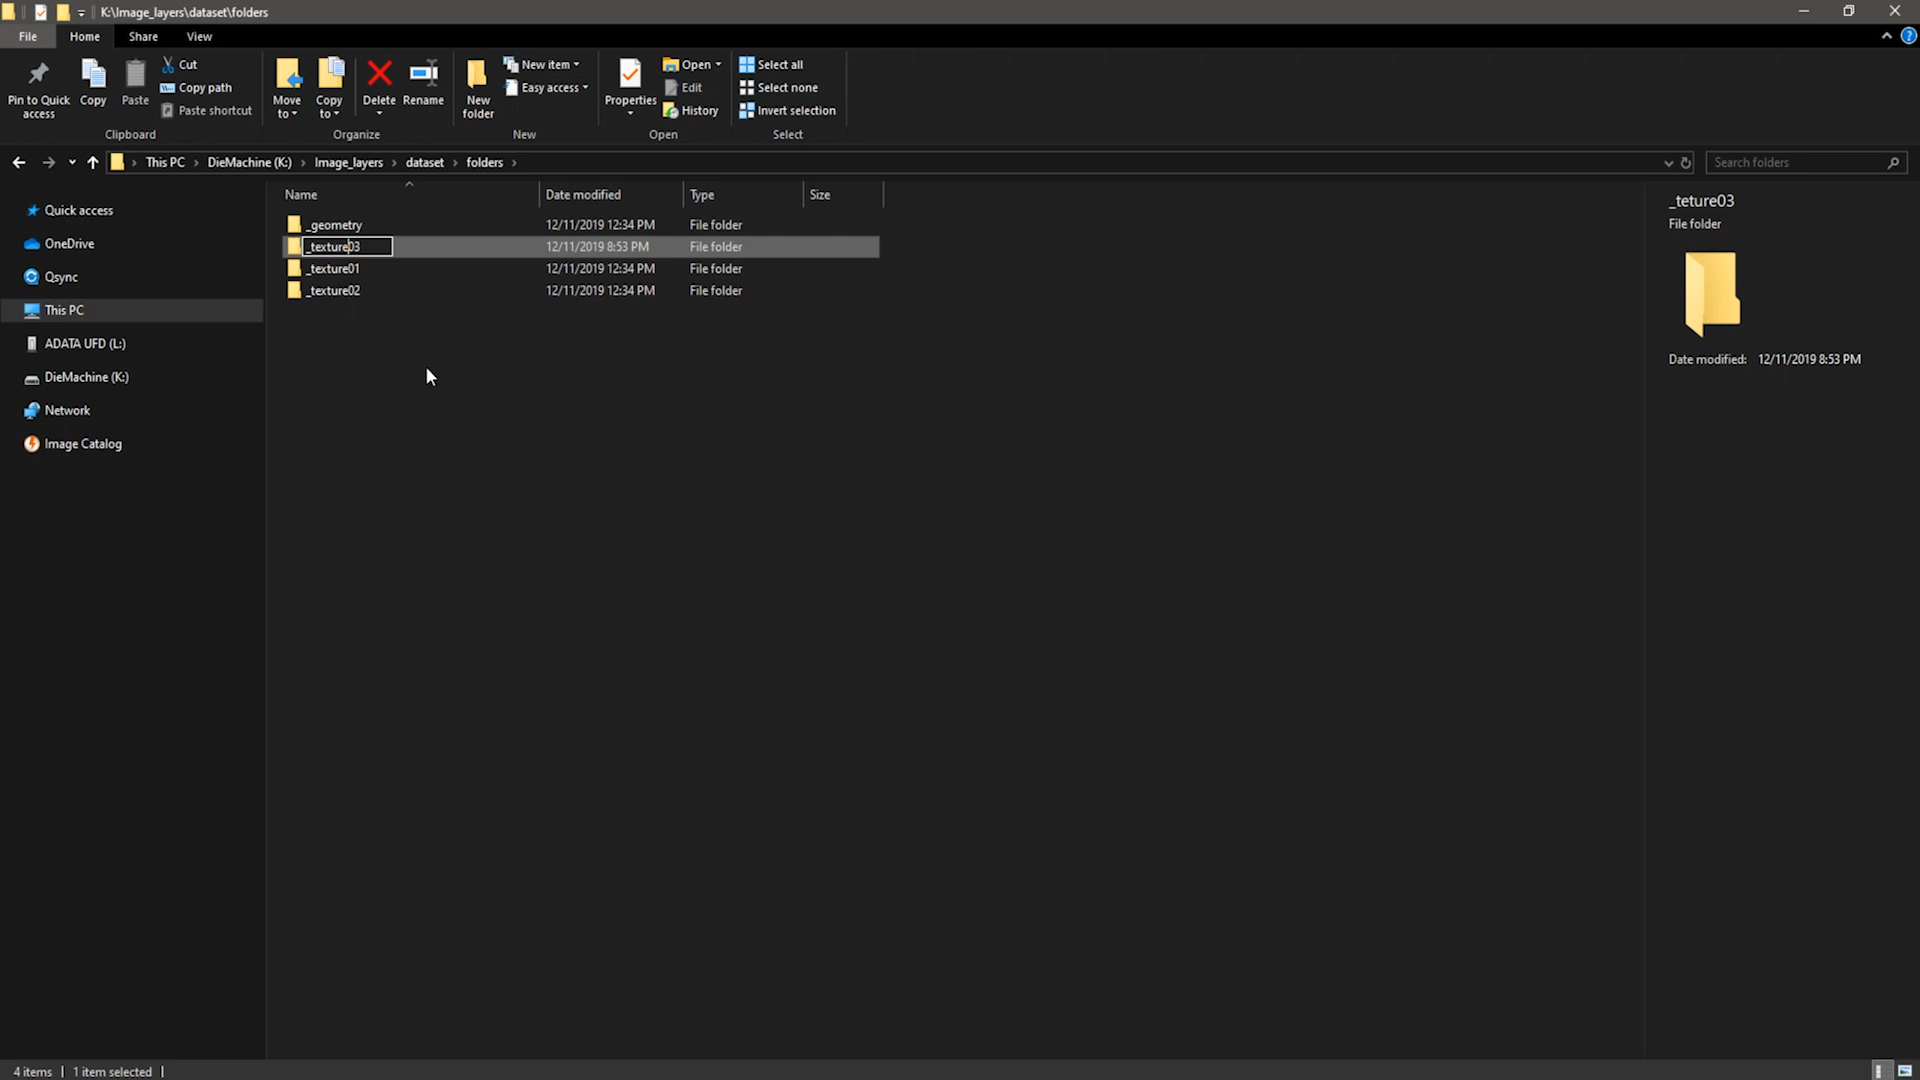 K:\Image_layers\dataset\folders
File Home Share View
Pin to Quick access
Copy
Paste
Cut
Copy path
Paste shortcut
Clipboard
Move to
Copy to
Delete
Rename
Organize
New folder
New item
Easy access
New
Properties
Open
Edit
History
Open
Select all
Select none
Invert selection
Select
This PC > DieMachine (K:) > Image_layers > dataset > folders >
Search folders
Quick access
OneDrive
Qsync
This PC
ADATA UFD (L:)
DieMachine (K:)
Network
Image Catalog
Name Date modified Type Size
_geometry 12/11/2019 12:34 PM File folder
_texture03 12/11/2019 8:53 PM File folder
_texture01 12/11/2019 12:34 PM File folder
_texture02 12/11/2019 12:34 PM File folder
_teture03
File folder
Date modified: 12/11/2019 8:53 PM
4 items 1 item selected